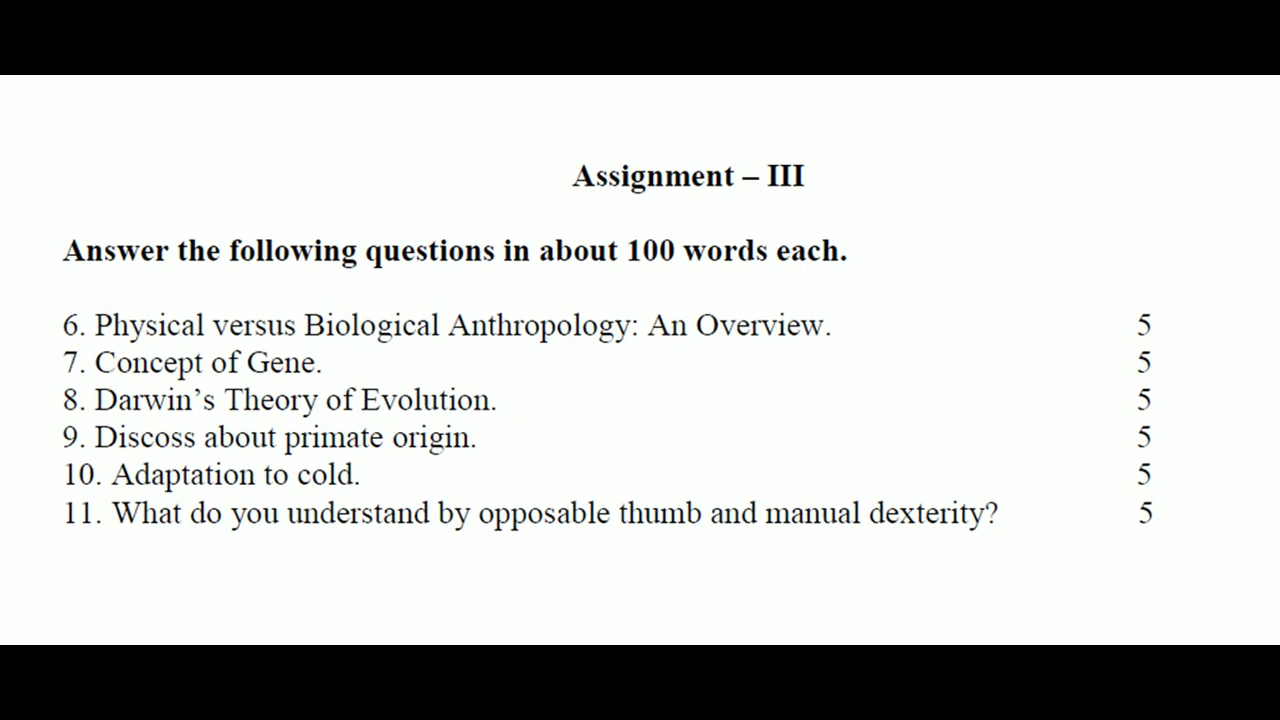 Assignment – III
Answer the following questions in about 100 words each.
6. Physical versus Biological Anthropology: An Overview. 5
7. Concept of Gene. 5
8. Darwin’s Theory of Evolution. 5
9. Discoss about primate origin. 5
10. Adaptation to cold. 5
11. What do you understand by opposable thumb and manual dexterity? 5